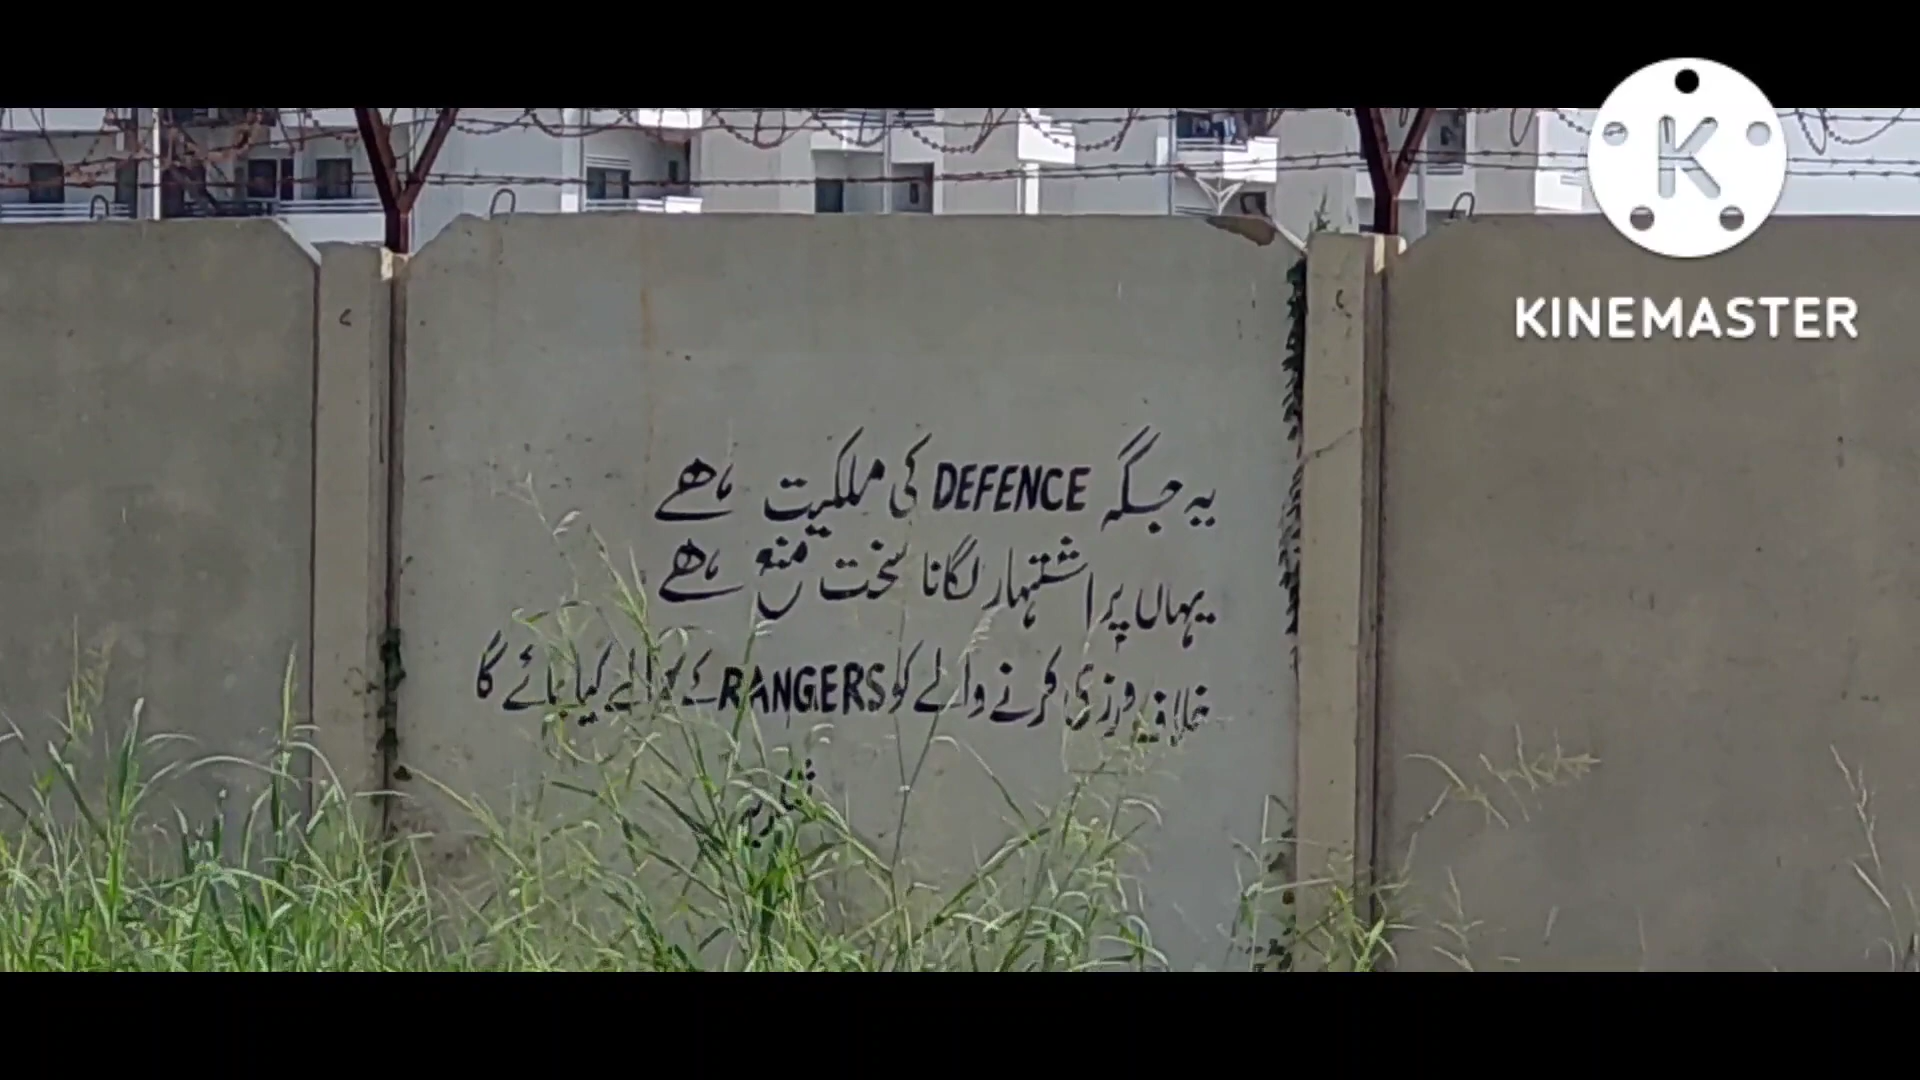 KINEMASTER
یہ جگہ DEFENCE کی ملکیت ہے
یہاں پر اشتہار لگانا سخت منع ہے
خلاف ورزی کرنے والے کو RANGERS کے حوالے کیا جائے گا